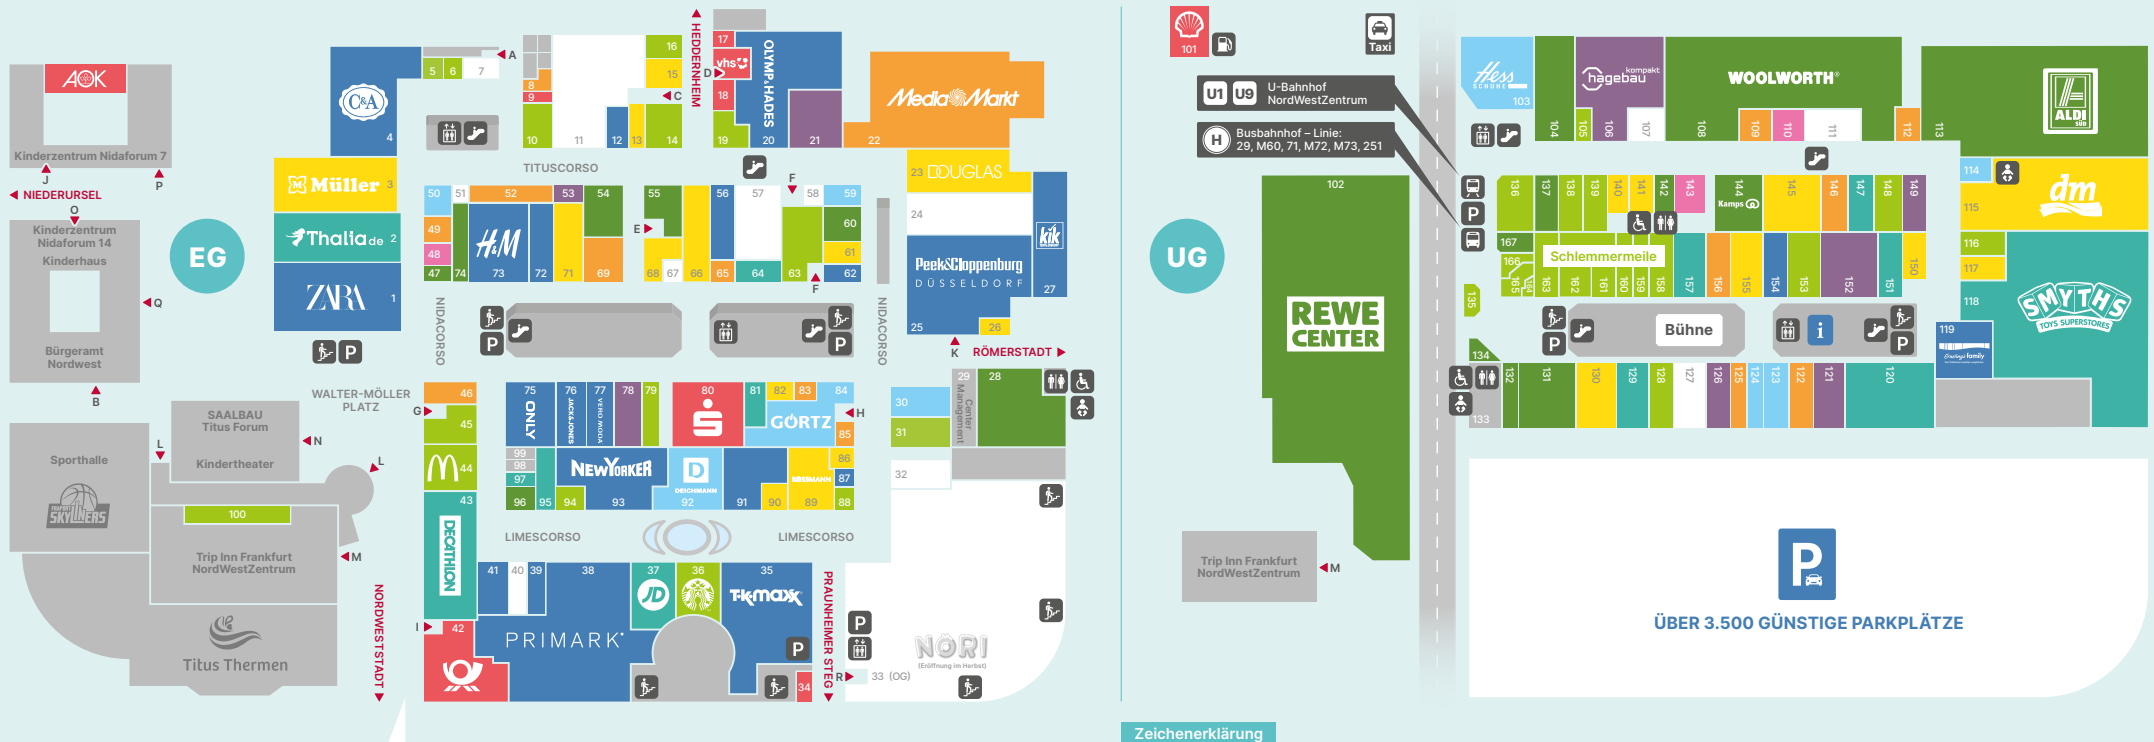 AOK
Kinderzentrum Nidaforum 7
J
P
NIEDERURSEL
O
Kinderzentrum
Nidaforum 14
Kinderhaus
Q
Bürgeramt
Nordwest
B
EG
C&A
4
Müller 3
Thalia.de 2
ZARA 1
P
5
6
7
A
8
9
10
11
12
13
14
15
16
C
HEDDERNHEIM
17
vhs
D
18
19
OLYMP&HADES
20
21
MediaMarkt
22
TITUSCORSO
23 DOUGLAS
24
Peek&Cloppenburg
DÜSSELDORF
25
26
kik
27
50
51
52
53
54
49
48
47
74
H&M
73
72
71
69
55
E
68
67
66
56
65
57
64
F
58
59
60
61
63
62
F
NIDACORSO
P
P
NIDACORSO
K
RÖMERSTADT
WALTER-MÖLLER
PLATZ
SAALBAU
Titus Forum
Kindertheater
N
L
L
Sporthalle
FRAPORT
SKYLINERS
100
Trip Inn Frankfurt
NordWestZentrum
M
Titus Thermen
NORDWESTSTADT
46
G
45
44
43
DECATHLON
I
42
75
ONLY
76
JACK&JONES
77
VERO MODA
78
79
80
81
82
83
84
GÖRTZ
H
85
99
98
97
96
95
94
NEWYORKER
93
D
DEICHMANN
92
91
90
ROSSMANN
89
86
87
88
LIMESCORSO
LIMESCORSO
41
40
39
38
PRIMARK
37
JD
36
35
T·K·maxx
P
34
PRAUNHEIMER STEG
P
R
33 (OG)
NORI
(Eröffnung im Herbst)
30
31
32
29
Center
Management
28
101
Taxi
U1 U9
U-Bahnhof
NordWestZentrum
H
Busbahnhof – Linie:
29, M60, 71, M72, M73, 251
UG
102
REWE
CENTER
Trip Inn Frankfurt
NordWestZentrum
M
Hess
SCHUHE
103
104
105
hagebau
kompakt
106
107
WOOLWORTH
108
109
110
111
112
113
ALDI
SÜD
114
115
dm
116
117
118
SMYTHS
TOYS SUPERSTORES
119
Ernsting's family
P
136
137
138
139
140
141
142
143
144
Kamps
145
146
147
148
149
167
166
165
164
163
162
161
160
159
158
Schlemmermeile
157
156
155
154
153
152
151
150
135
134
P
Bühne
i
P
133
132
131
130
129
128
127
126
125
124
123
122
121
120
P
ÜBER 3.500 GÜNSTIGE PARKPLÄTZE
Zeichenerklärung